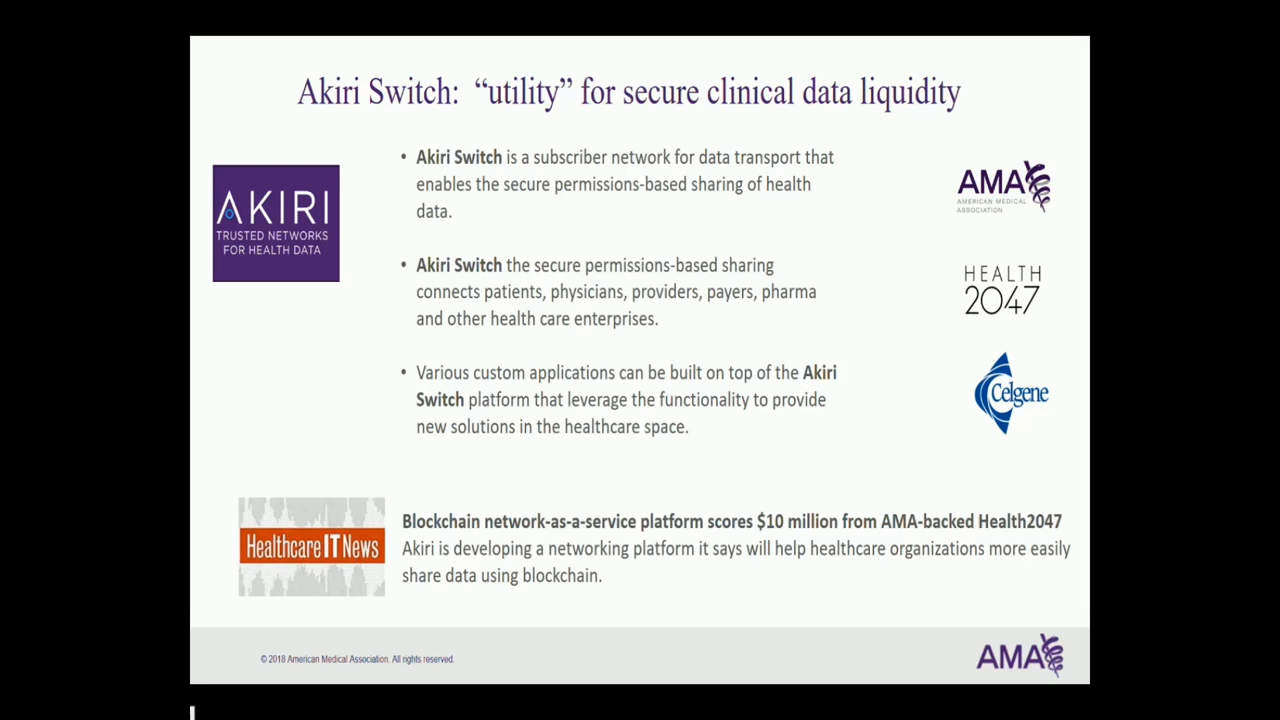 Akiri Switch: “utility” for secure clinical data liquidity
AKIRI
TRUSTED NETWORKS
FOR HEALTH DATA
• Akiri Switch is a subscriber network for data transport that
enables the secure permissions-based sharing of health
data.
• Akiri Switch the secure permissions-based sharing
connects patients, physicians, providers, payers, pharma
and other health care enterprises.
• Various custom applications can be built on top of the Akiri
Switch platform that leverage the functionality to provide
new solutions in the healthcare space.
AMA
AMERICAN MEDICAL
ASSOCIATION
HEALTH
2047
Celgene
Healthcare IT News
Blockchain network-as-a-service platform scores $10 million from AMA-backed Health2047
Akiri is developing a networking platform it says will help healthcare organizations more easily
share data using blockchain.
© 2018 American Medical Association. All rights reserved.
AMA